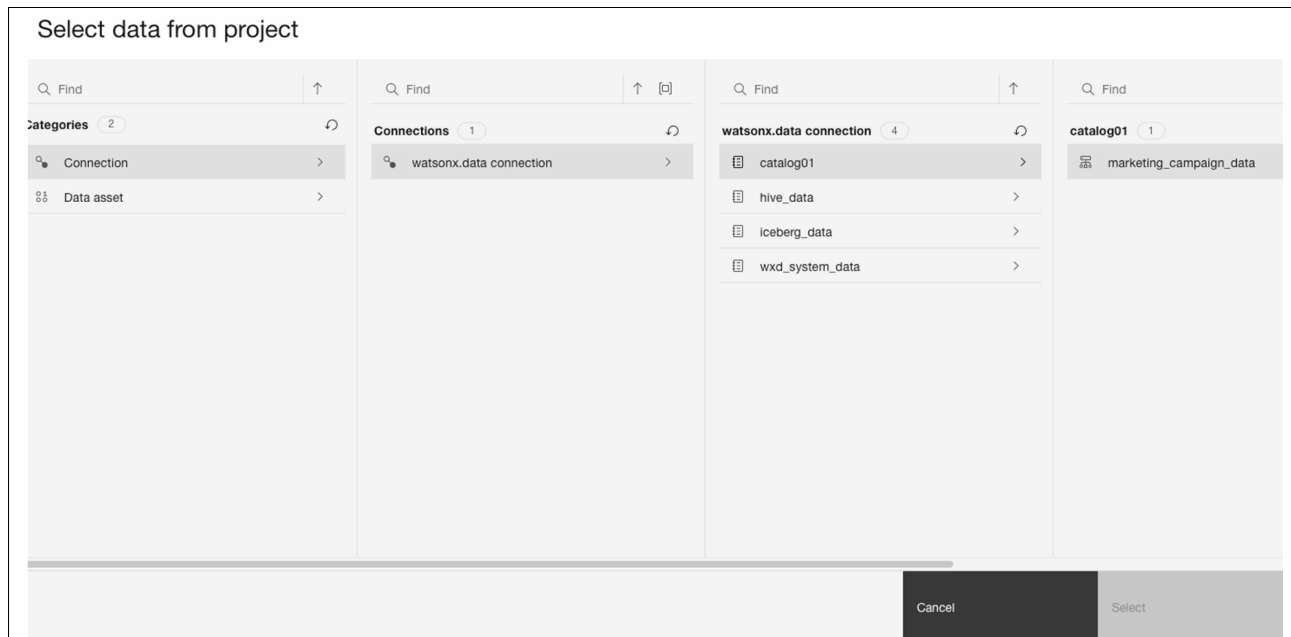 Select data from project
Find
Categories 2
Connection
Data asset
Find
Connections 1
watsonx.data connection
Find
watsonx.data connection 4
catalog01
hive_data
iceberg_data
wxd_system_data
Find
catalog01 1
marketing_campaign_data
Cancel
Select